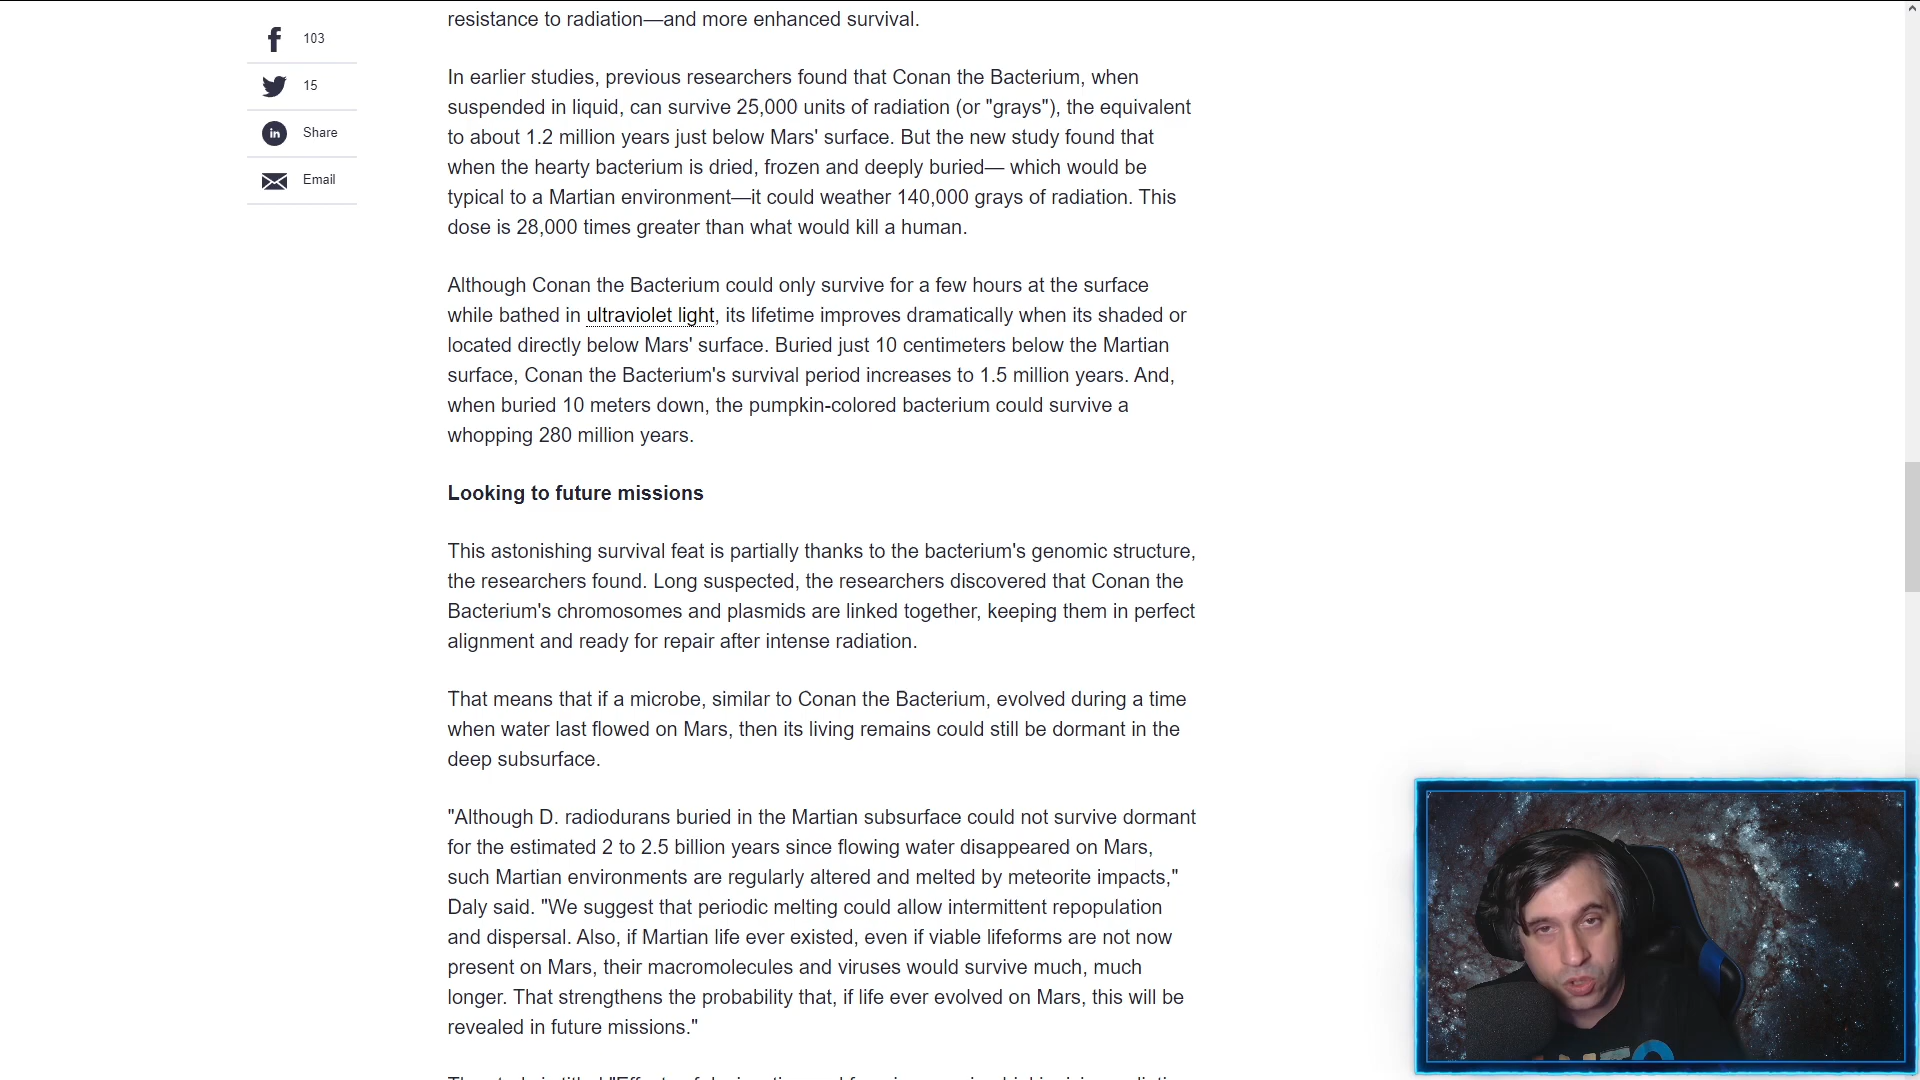 103
15
Share
Email
resistance to radiation—and more enhanced survival.
In earlier studies, previous researchers found that Conan the Bacterium, when
suspended in liquid, can survive 25,000 units of radiation (or "grays"), the equivalent
to about 1.2 million years just below Mars' surface. But the new study found that
when the hearty bacterium is dried, frozen and deeply buried— which would be
typical to a Martian environment—it could weather 140,000 grays of radiation. This
dose is 28,000 times greater than what would kill a human.
Although Conan the Bacterium could only survive for a few hours at the surface
while bathed in ultraviolet light, its lifetime improves dramatically when its shaded or
located directly below Mars' surface. Buried just 10 centimeters below the Martian
surface, Conan the Bacterium's survival period increases to 1.5 million years. And,
when buried 10 meters down, the pumpkin-colored bacterium could survive a
whopping 280 million years.
Looking to future missions
This astonishing survival feat is partially thanks to the bacterium's genomic structure,
the researchers found. Long suspected, the researchers discovered that Conan the
Bacterium's chromosomes and plasmids are linked together, keeping them in perfect
alignment and ready for repair after intense radiation.
That means that if a microbe, similar to Conan the Bacterium, evolved during a time
when water last flowed on Mars, then its living remains could still be dormant in the
deep subsurface.
"Although D. radiodurans buried in the Martian subsurface could not survive dormant
for the estimated 2 to 2.5 billion years since flowing water disappeared on Mars,
such Martian environments are regularly altered and melted by meteorite impacts,"
Daly said. "We suggest that periodic melting could allow intermittent repopulation
and dispersal. Also, if Martian life ever existed, even if viable lifeforms are not now
present on Mars, their macromolecules and viruses would survive much, much
longer. That strengthens the probability that, if life ever evolved on Mars, this will be
revealed in future missions."